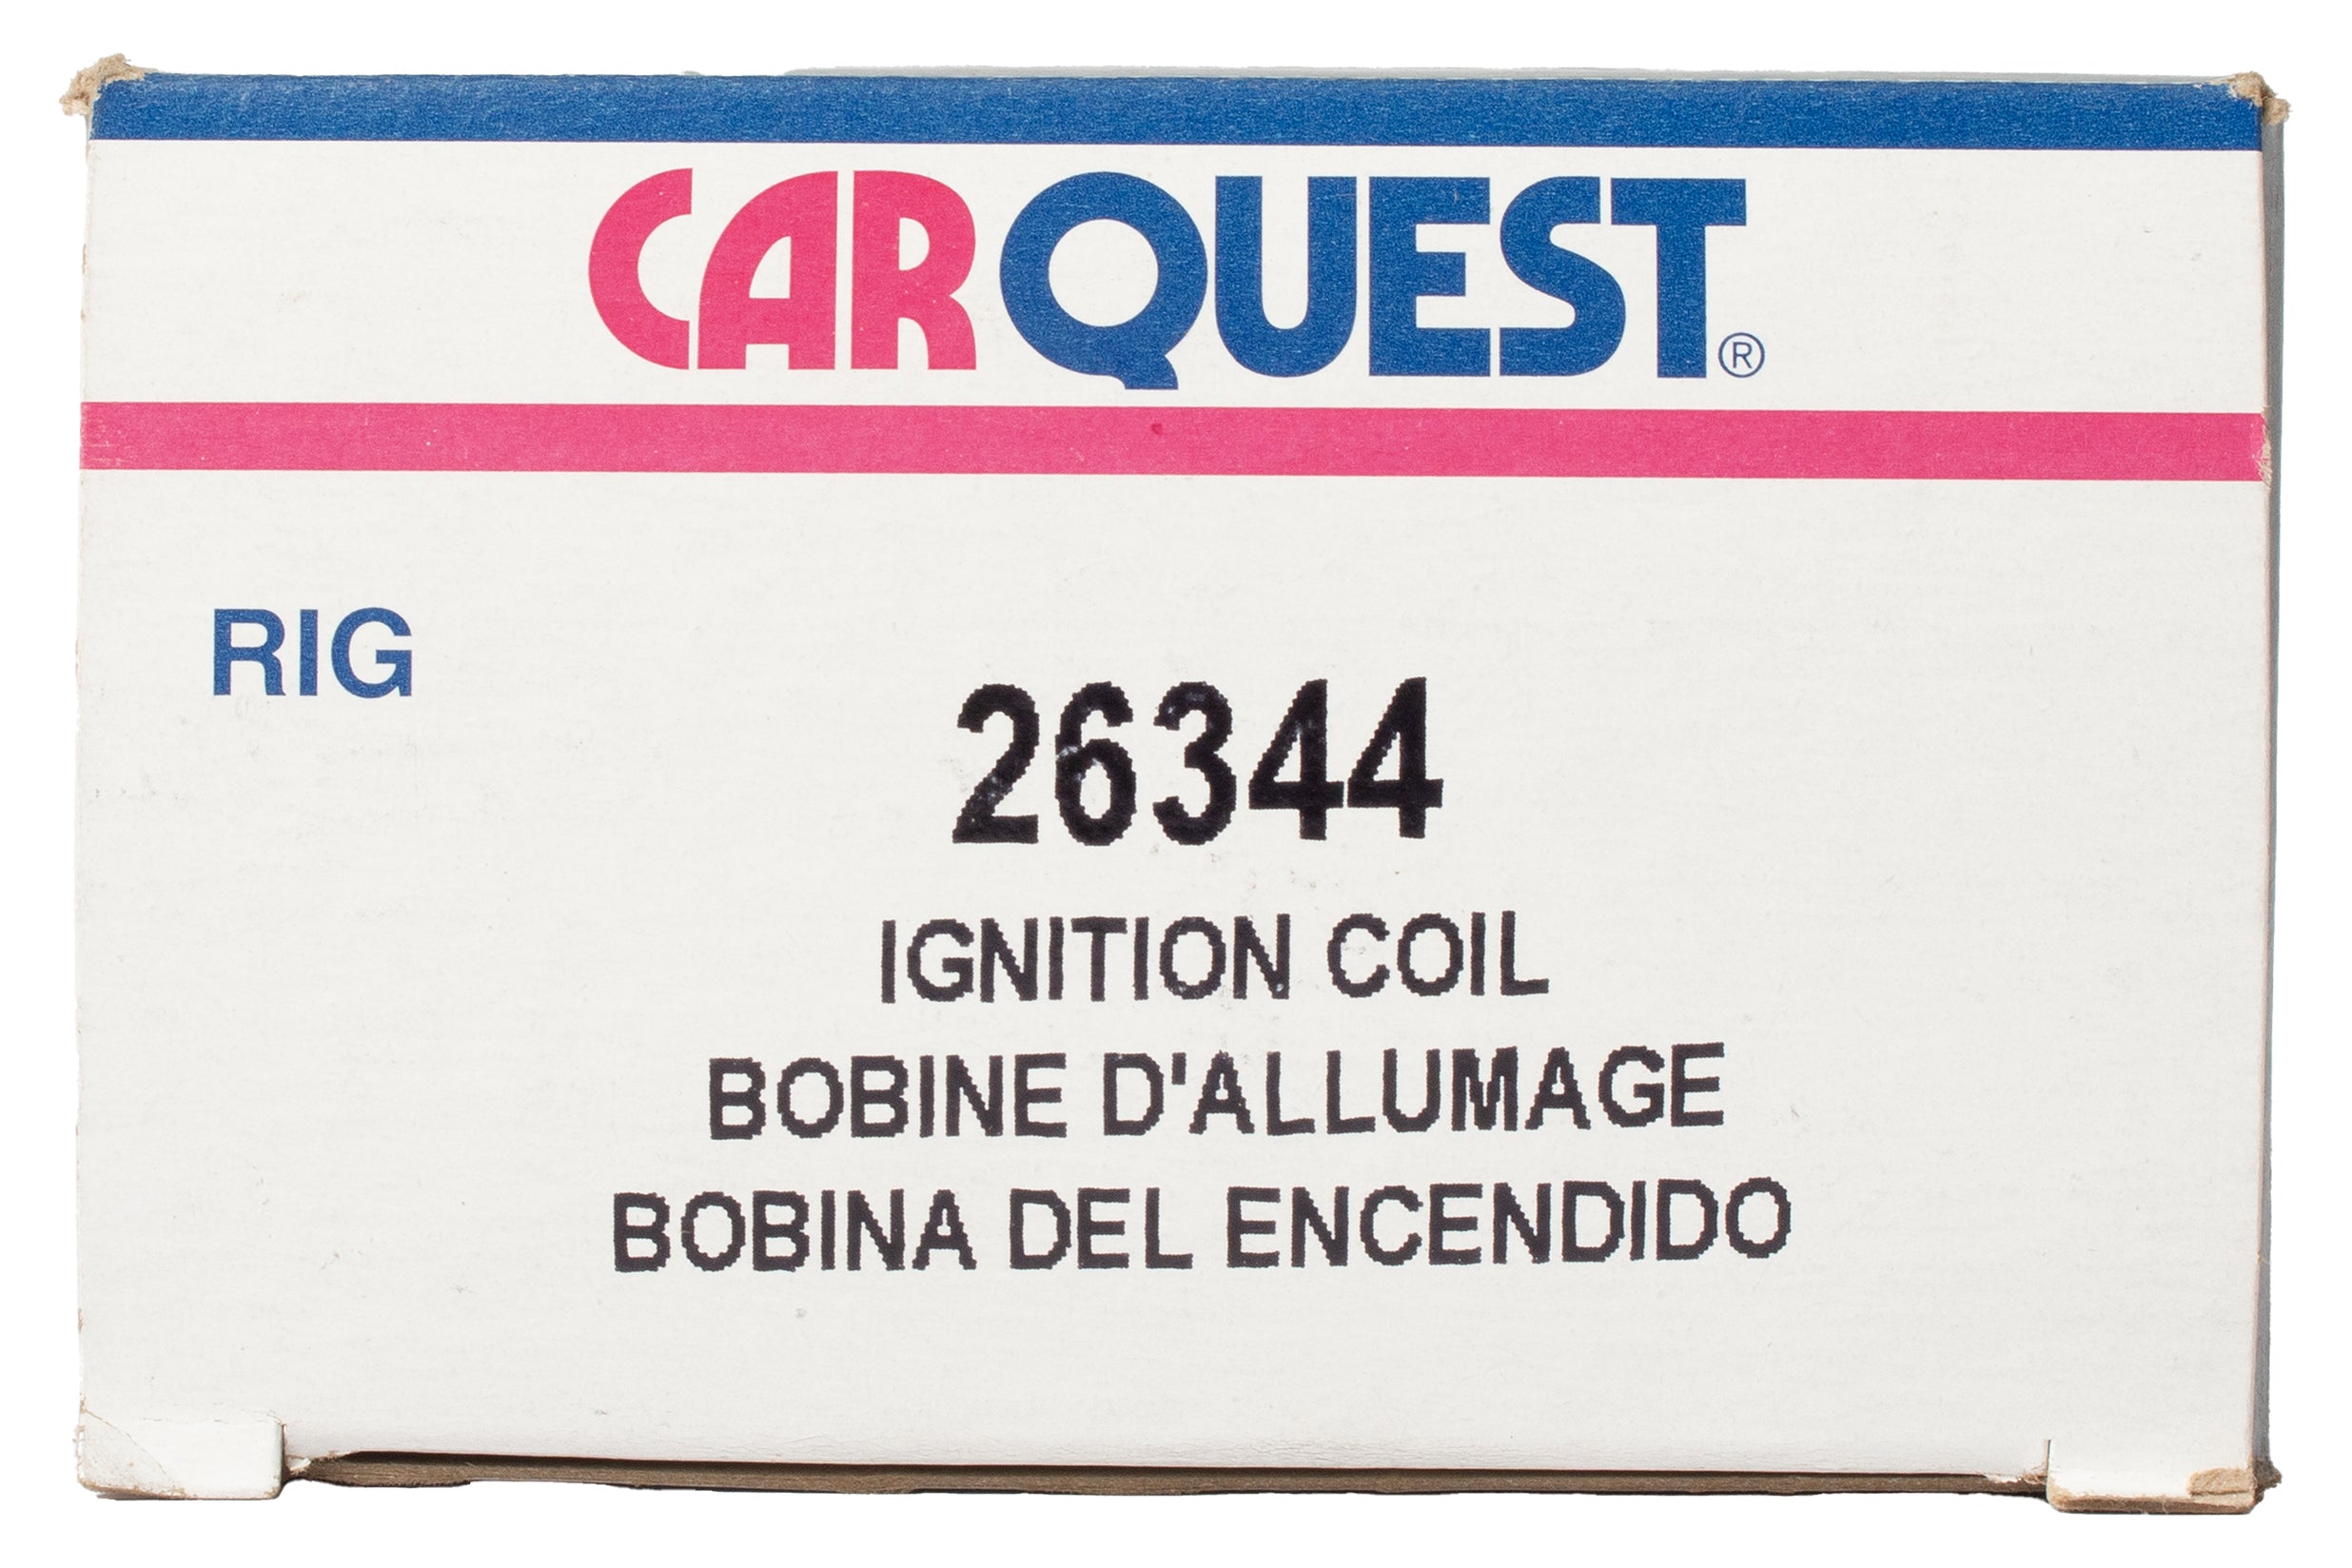 CARQUEST®
RIG
26344
IGNITION COIL
BOBINE D'ALLUMAGE
BOBINA DEL ENCENDIDO